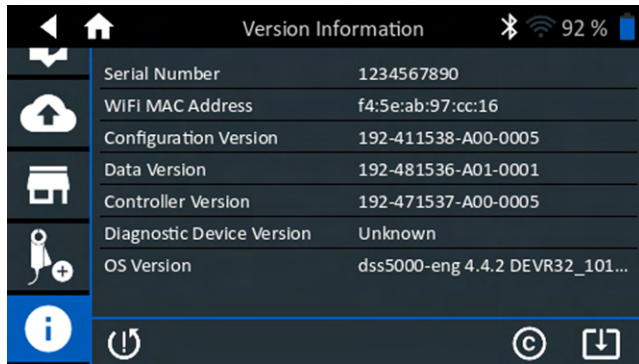 Version Information 92 %
Serial Number 1234567890
WiFi MAC Address f4:5e:ab:97:cc:16
Configuration Version 192-411538-A00-0005
Data Version 192-481536-A01-0001
Controller Version 192-471537-A00-0005
Diagnostic Device Version Unknown
OS Version dss5000-eng 4.4.2 DEVR32_101...